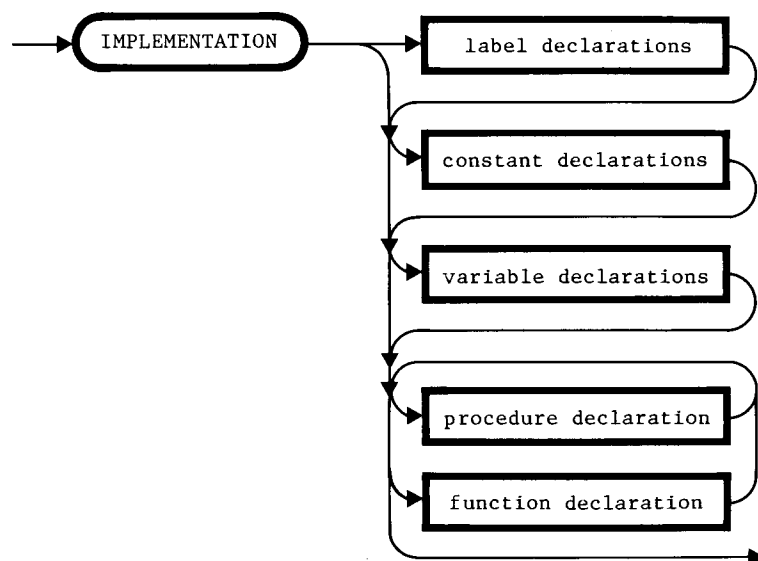 IMPLEMENTATION
label declarations
constant declarations
variable declarations
procedure declaration
function declaration